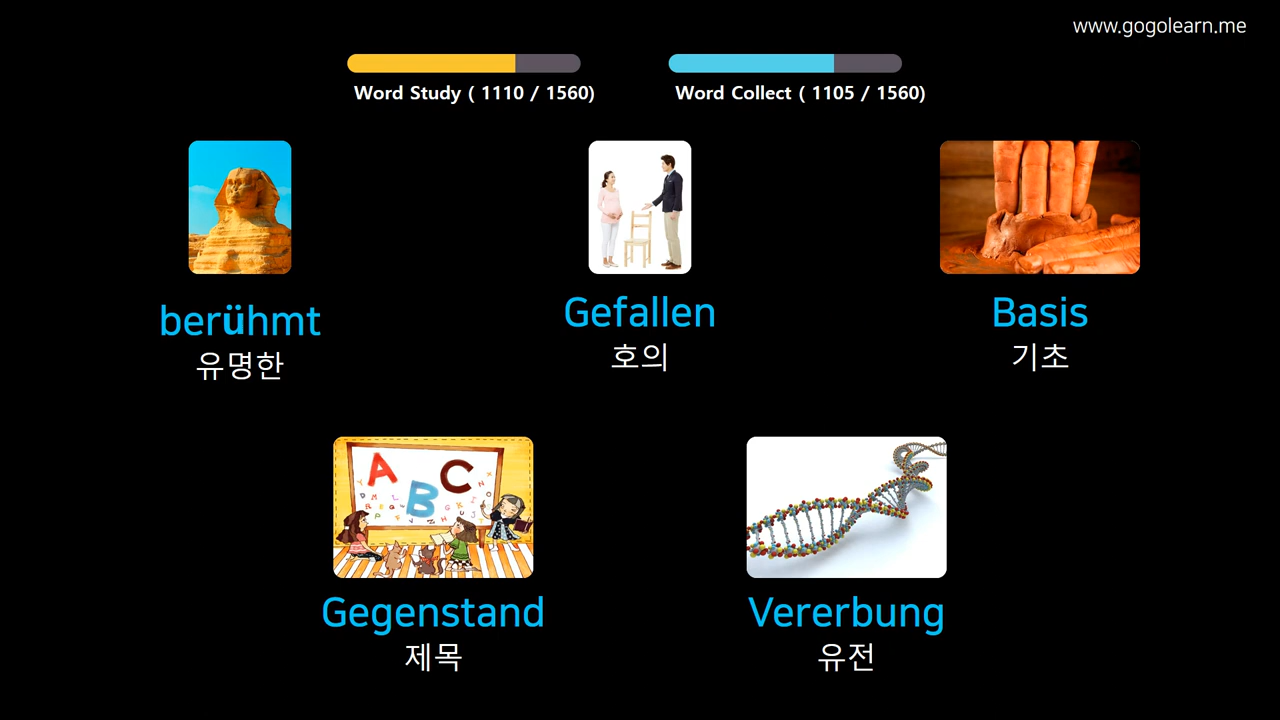 www.gogolearn.me
Word Study ( 1110 / 1560)
Word Collect ( 1105 / 1560)
berühmt
유명한
Gefallen
호의
Basis
기초
A B C
Gegenstand
제목
Vererbung
유전